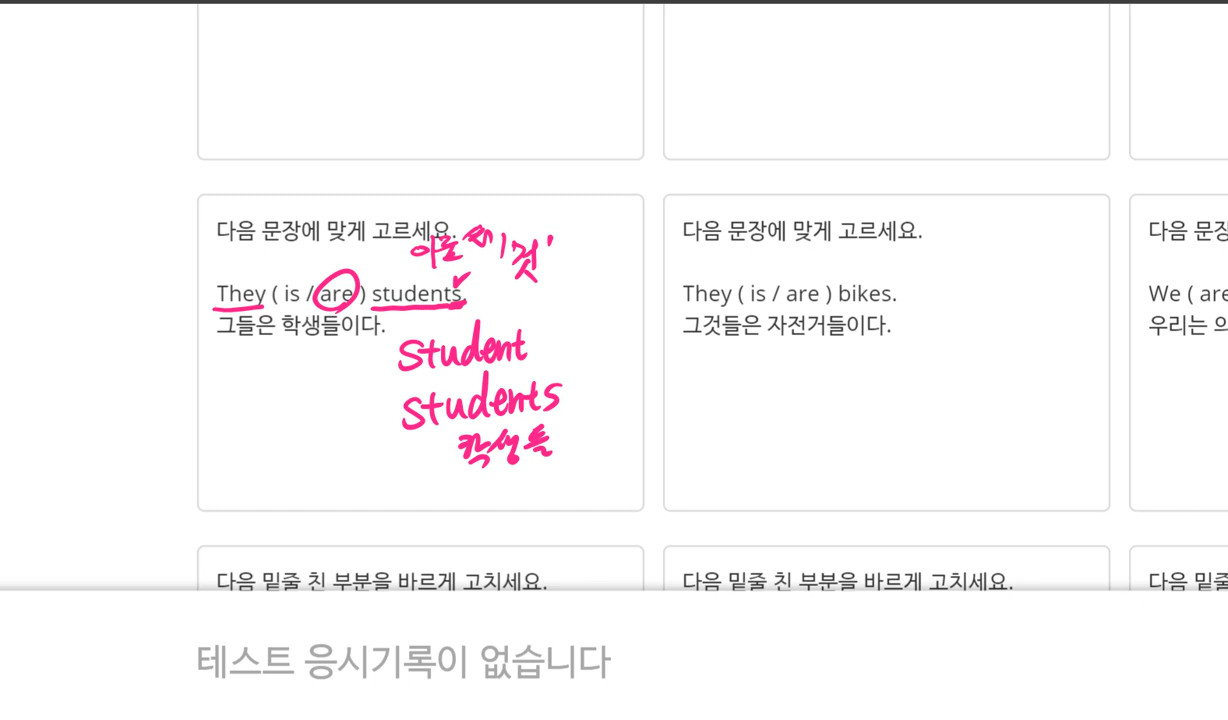 다음 문장에 맞게 고르세요.
They ( is / are ) students.
그들은 학생들이다.
student
students
학생들
다음 문장에 맞게 고르세요.
They ( is / are ) bikes.
그것들은 자전거들이다.
다음 문장
We ( are
우리는 의
다음 밑줄 친 부분을 바르게 고치세요.
다음 밑줄 친 부분을 바르게 고치세요.
다음 밑줄
테스트 응시기록이 없습니다